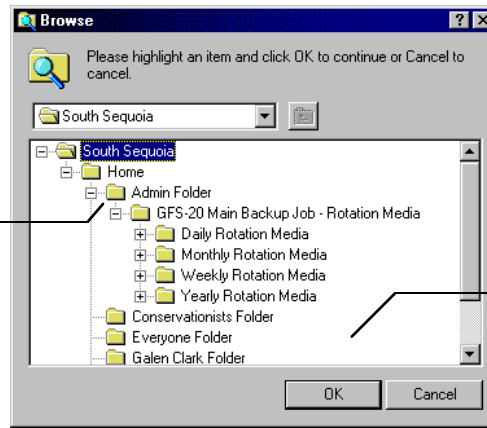 Browse
Please highlight an item and click OK to continue or Cancel to
cancel.
South Sequoia
South Sequoia
Home
Admin Folder
GFS-20 Main Backup Job - Rotation Media
Daily Rotation Media
Monthly Rotation Media
Weekly Rotation Media
Yearly Rotation Media
Conservationists Folder
Everyone Folder
Galen Clark Folder
OK Cancel